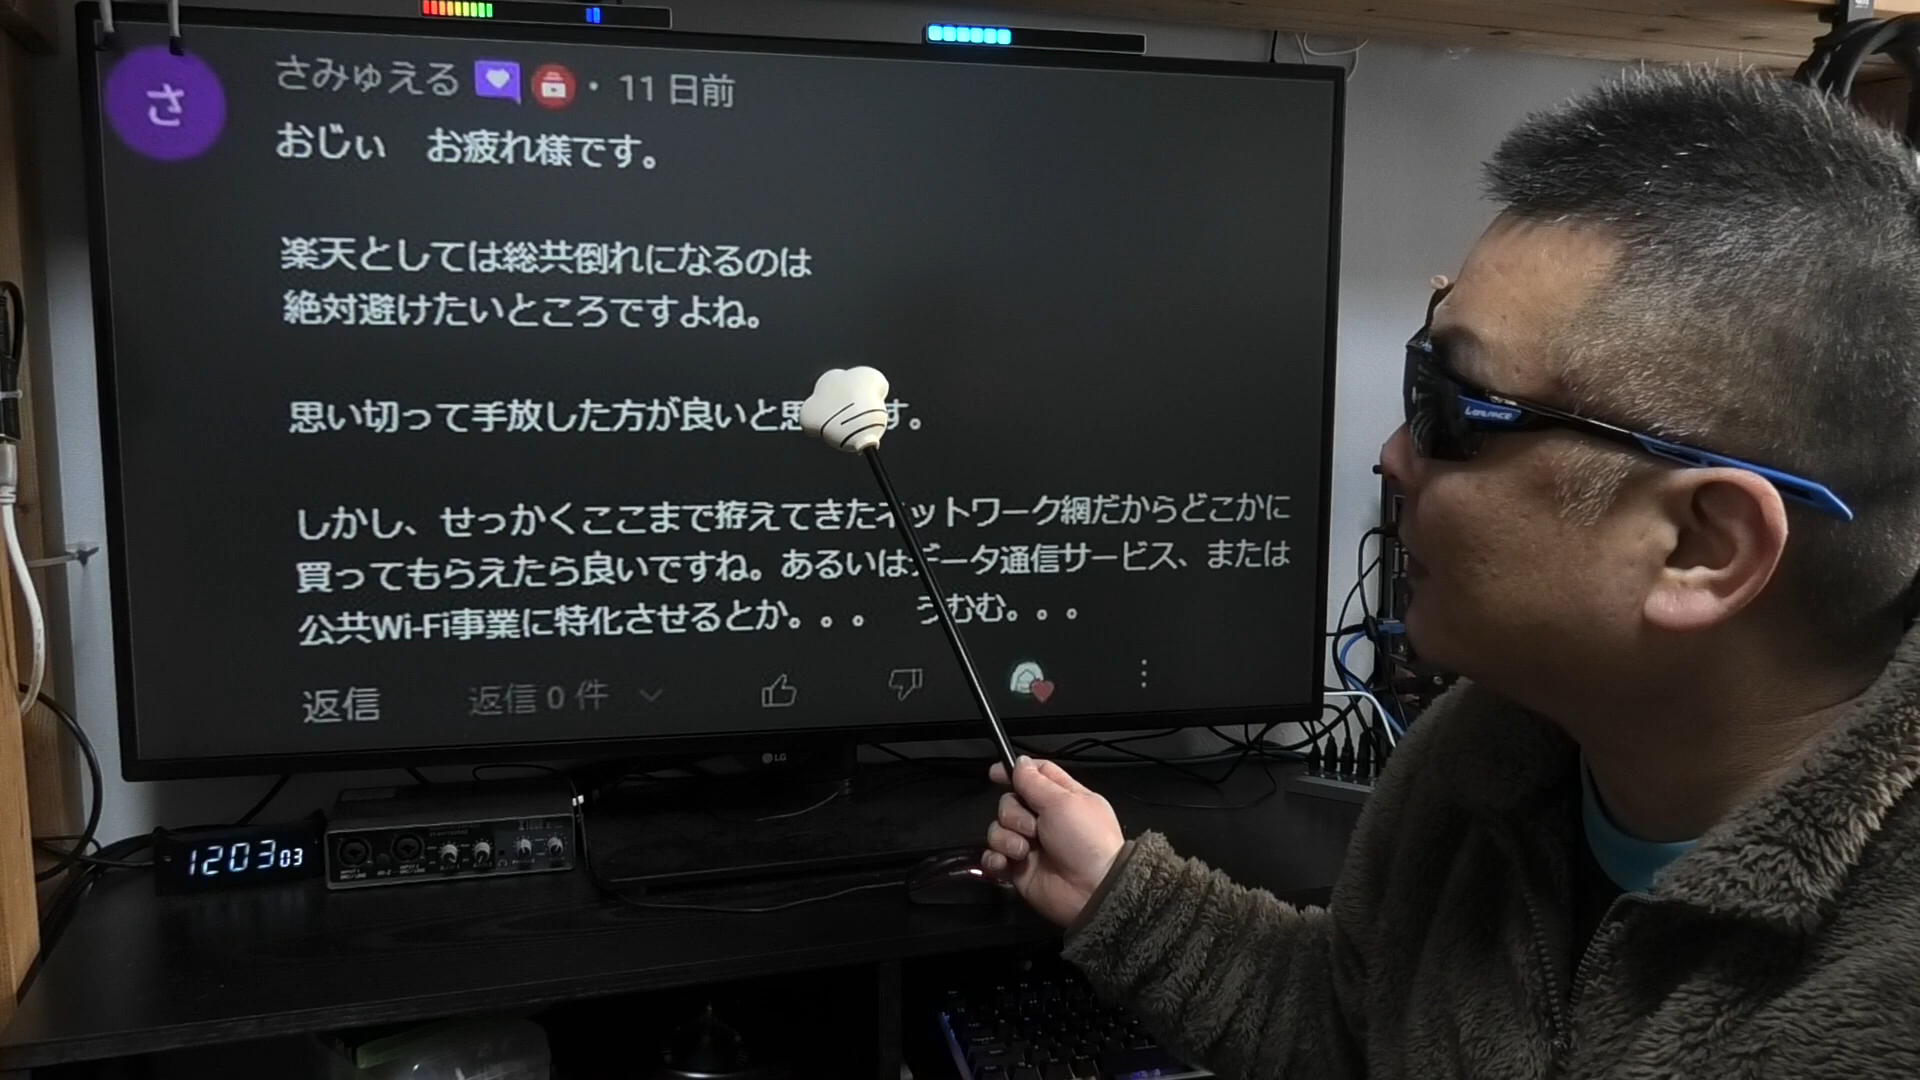 さ
さみゅえる ・ 11 日前
おじぃ お疲れ様です。
楽天としては総共倒れになるのは
絶対避けたいところですよね。
思い切って手放した方が良いと思 す。
しかし、せっかくここまで拵えてきたネットワーク網だからどこかに
買ってもらえたら良いですね。あるいはデータ通信サービス、または
公共Wi-Fi事業に特化させるとか。。。 うむむ。。。
返信 返信 0 件
LG
1203 03